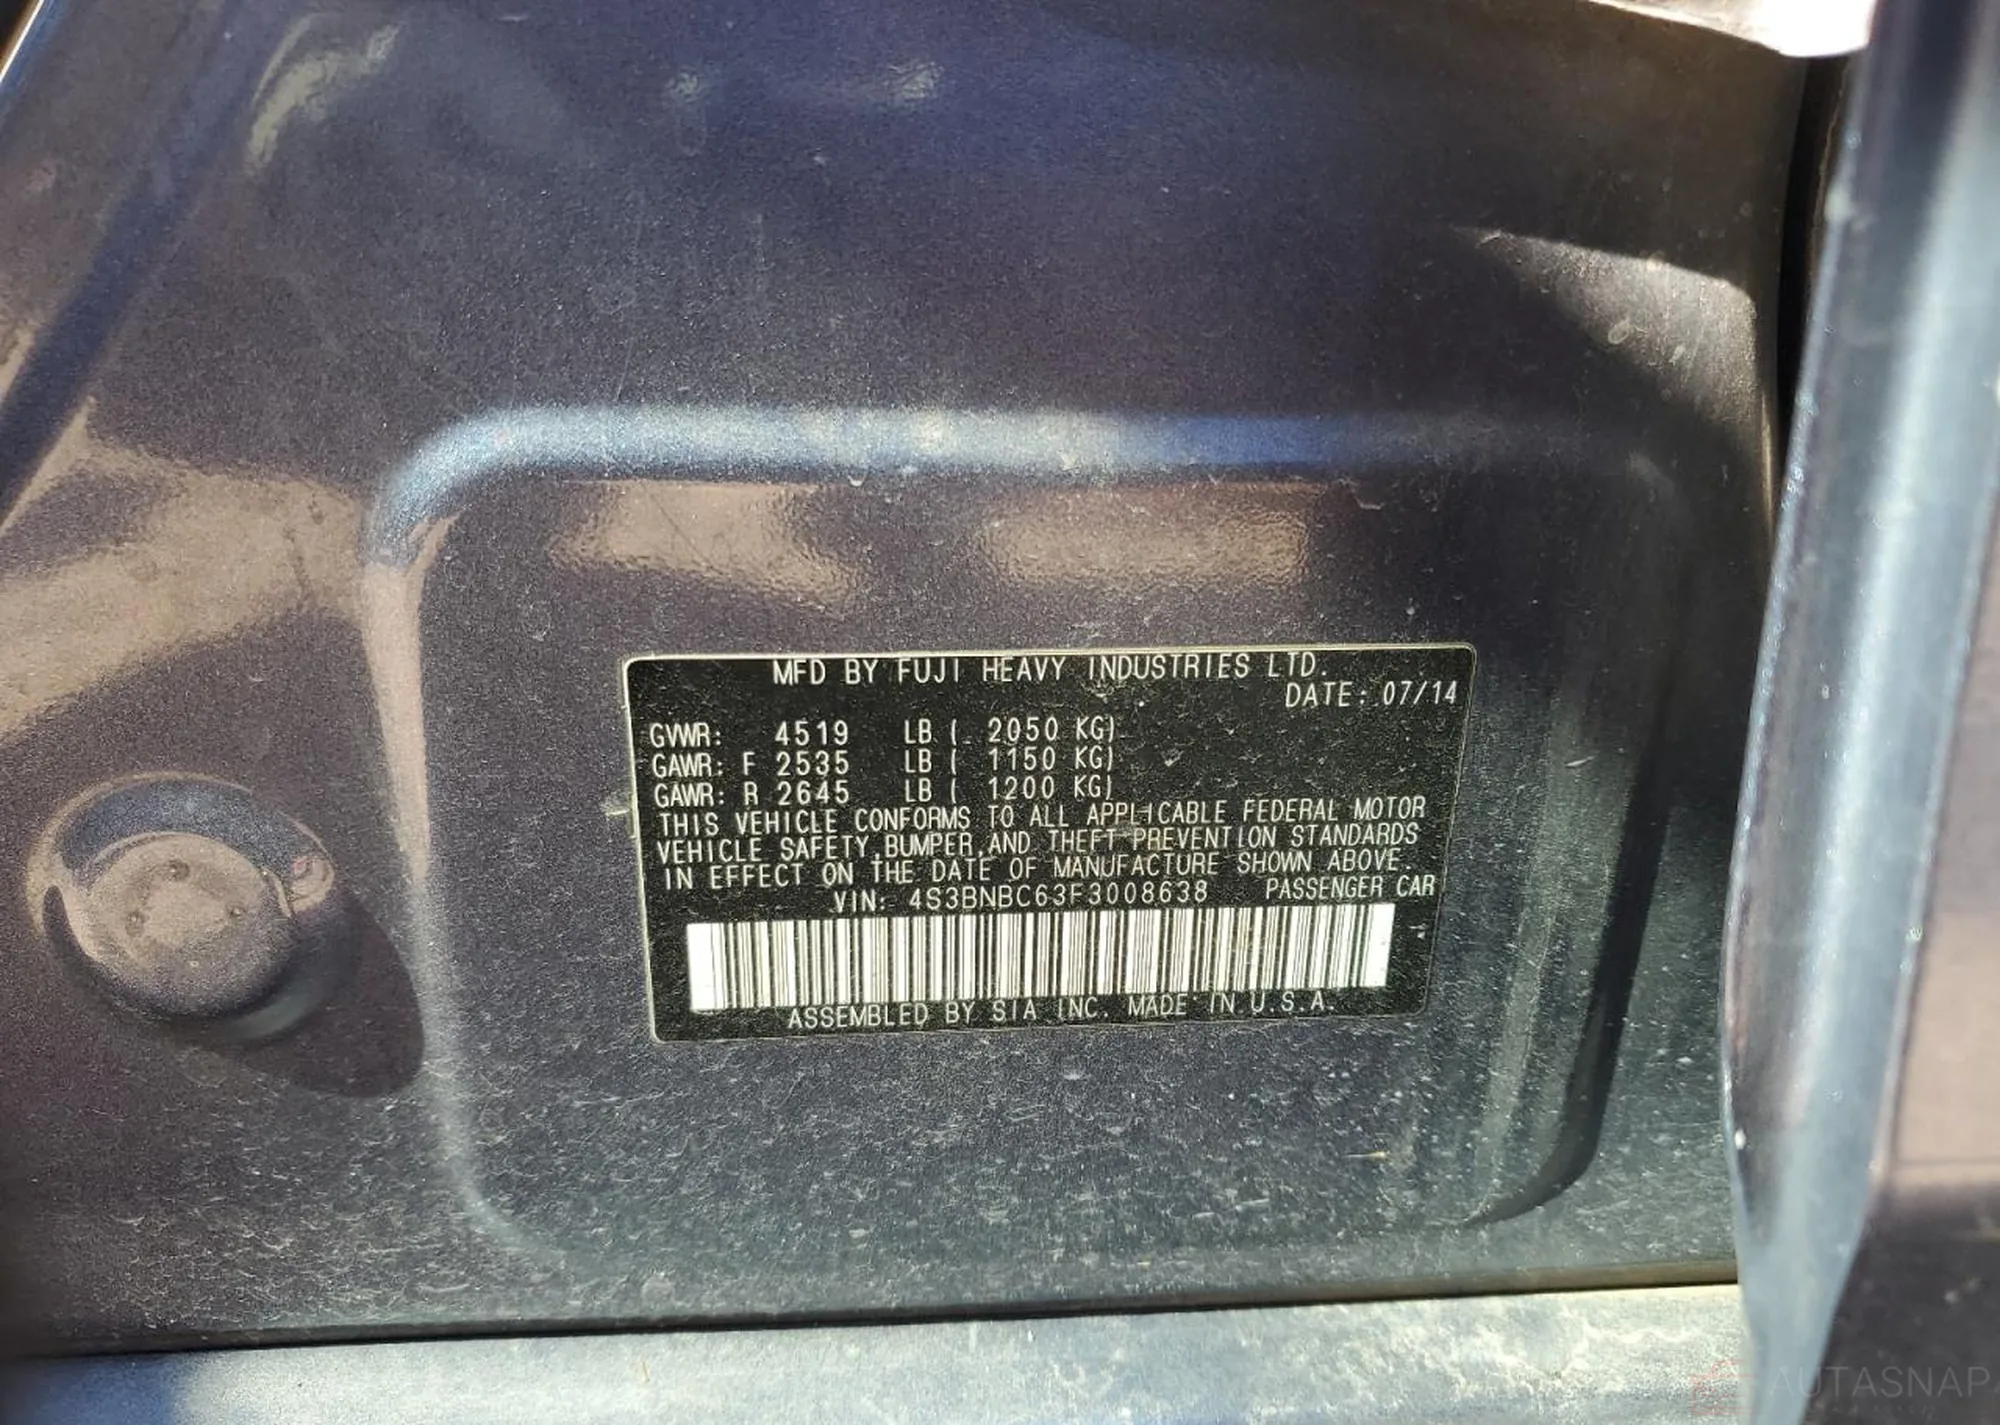 MFD BY FUJI HEAVY INDUSTRIES LTD.
DATE: 07/14
GVWR: 4519 LB ( 2050 KG)
GAWR: F 2535 LB ( 1150 KG)
GAWR: R 2645 LB ( 1200 KG)
THIS VEHICLE CONFORMS TO ALL APPLICABLE FEDERAL MOTOR
VEHICLE SAFETY, BUMPER, AND THEFT PREVENTION STANDARDS
IN EFFECT ON THE DATE OF MANUFACTURE SHOWN ABOVE.
VIN: 4S3BNBC63F3008638 PASSENGER CAR
ASSEMBLED BY SIA INC. MADE IN U.S.A.
AUTASNAP